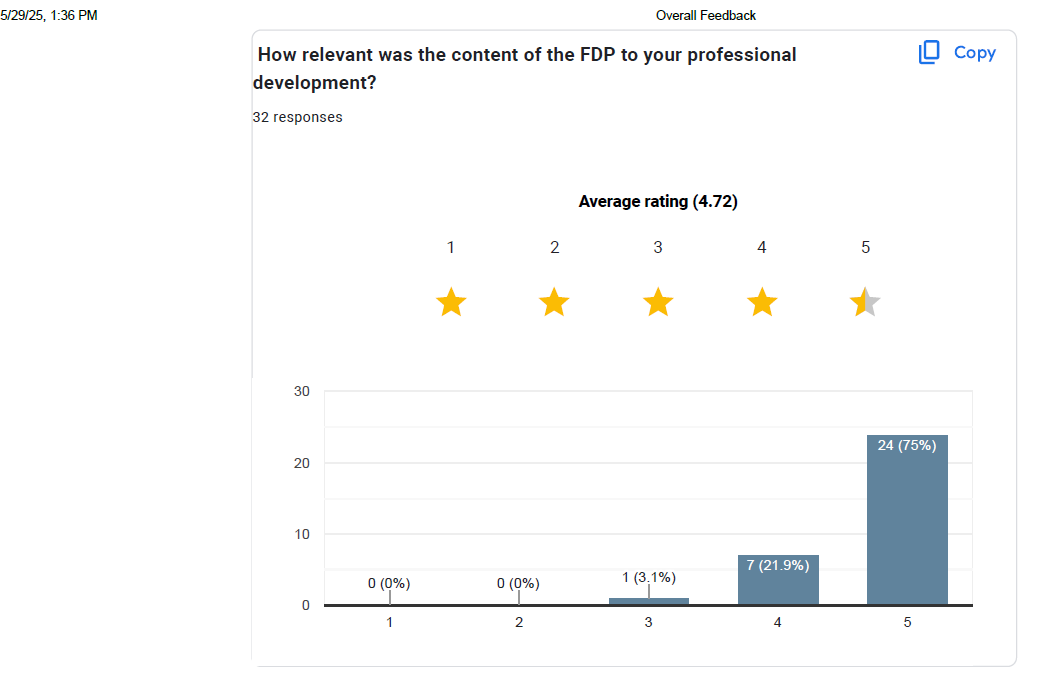 5/29/25, 1:36 PM Overall Feedback
How relevant was the content of the FDP to your professional
development?
Copy
32 responses
Average rating (4.72)
1 2 3 4 5
30
20
10
0
0 (0%) 0 (0%) 1 (3.1%) 7 (21.9%) 24 (75%)
1 2 3 4 5